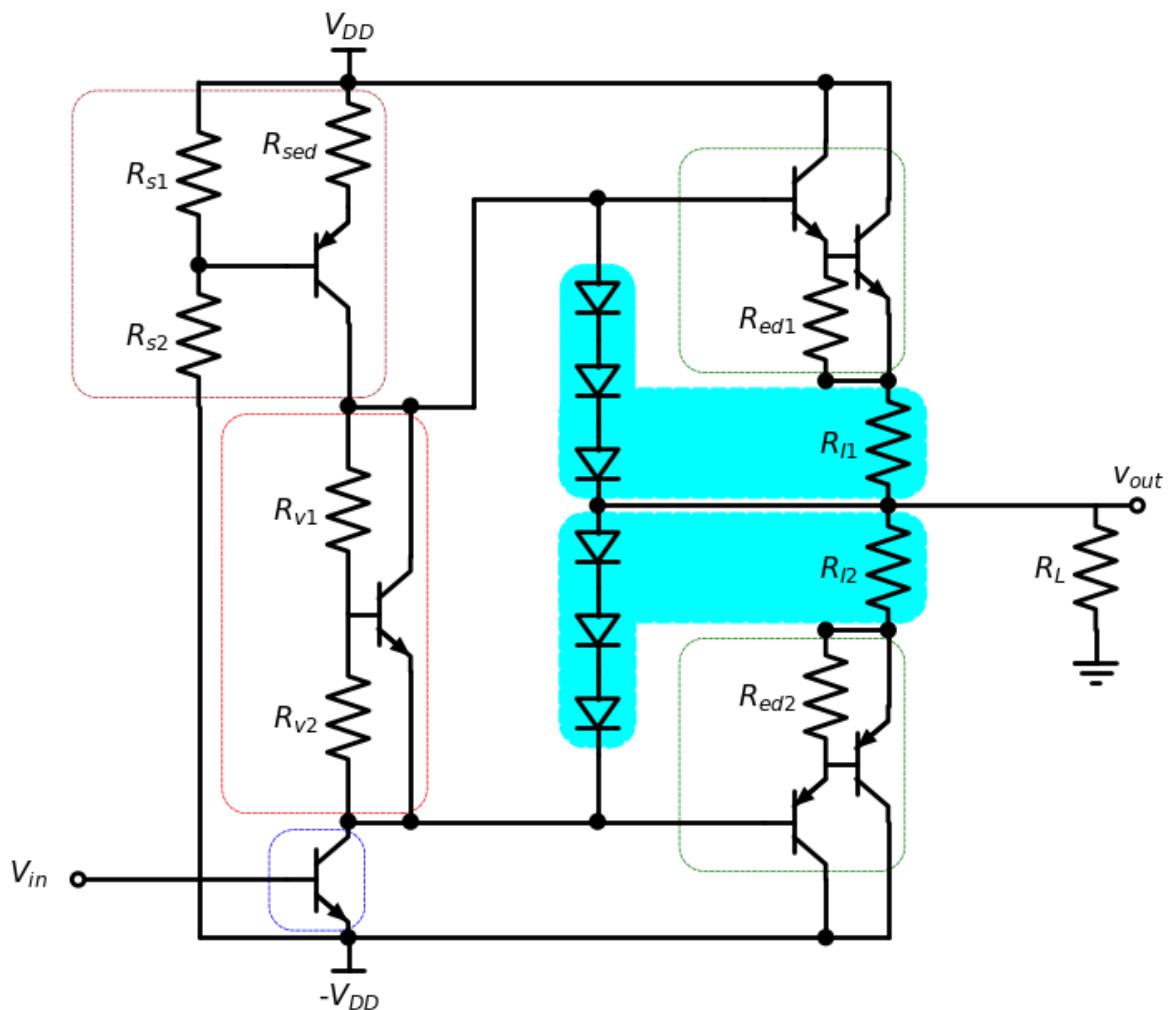 V_DD
R_s1
R_sed
R_s2
R_ed1
R_l1
v_out
R_v1
R_l2
R_L
R_v2
R_ed2
V_in
-V_DD